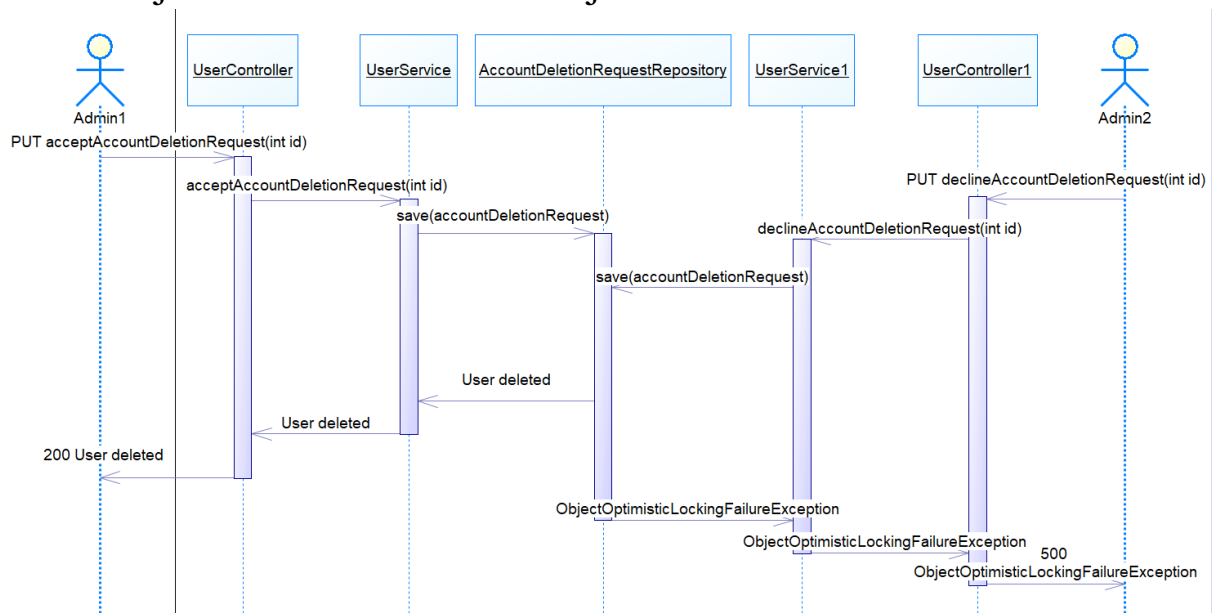 UserController
UserService
AccountDeletionRequestRepository
UserService1
UserController1
Admin1
Admin2
PUT acceptAccountDeletionRequest(int id)
acceptAccountDeletionRequest(int id)
PUT declineAccountDeletionRequest(int id)
save(accountDeletionRequest)
declineAccountDeletionRequest(int id)
save(accountDeletionRequest)
User deleted
User deleted
200 User deleted
ObjectOptimisticLockingFailureException
ObjectOptimisticLockingFailureException
500
ObjectOptimisticLockingFailureException